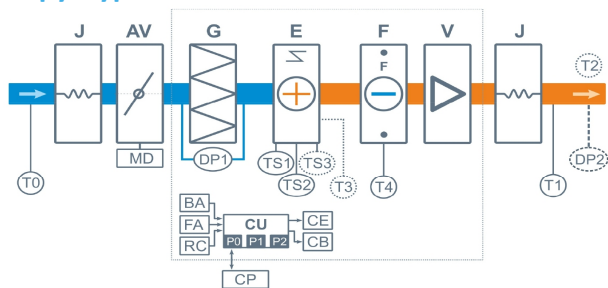 J AV G E F V J
F
T2
MD
DP1
TS1
TS2
TS3
T3
T4
T0
T1
DP2
BA
FA
RC
CU
P0 P1 P2
CE
CB
CP